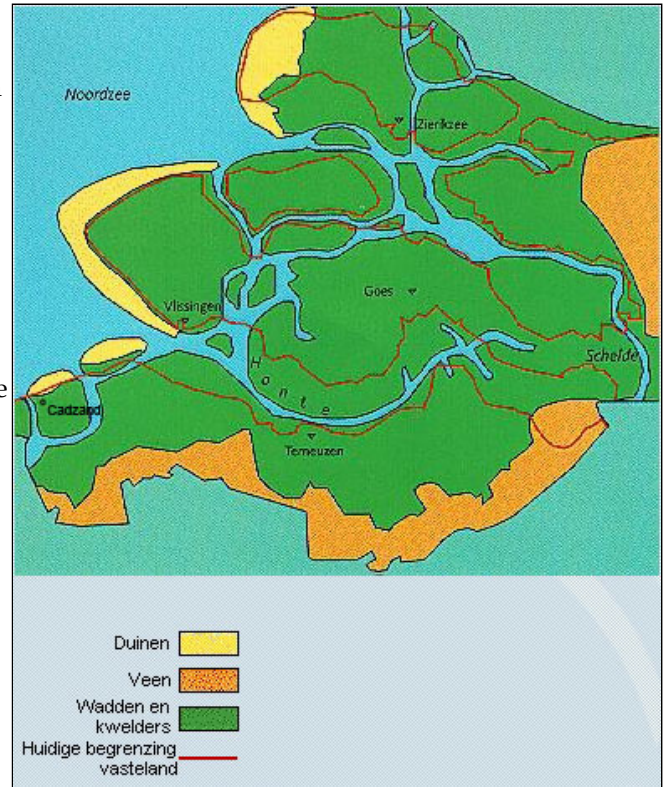 Noordzee
Zierikzee
Vlissingen
Goes
Schelde
Honte
Cadzand
Terneuzen
Duinen
Veen
Wadden en
kwelders
Huidige begrenzing
vasteland